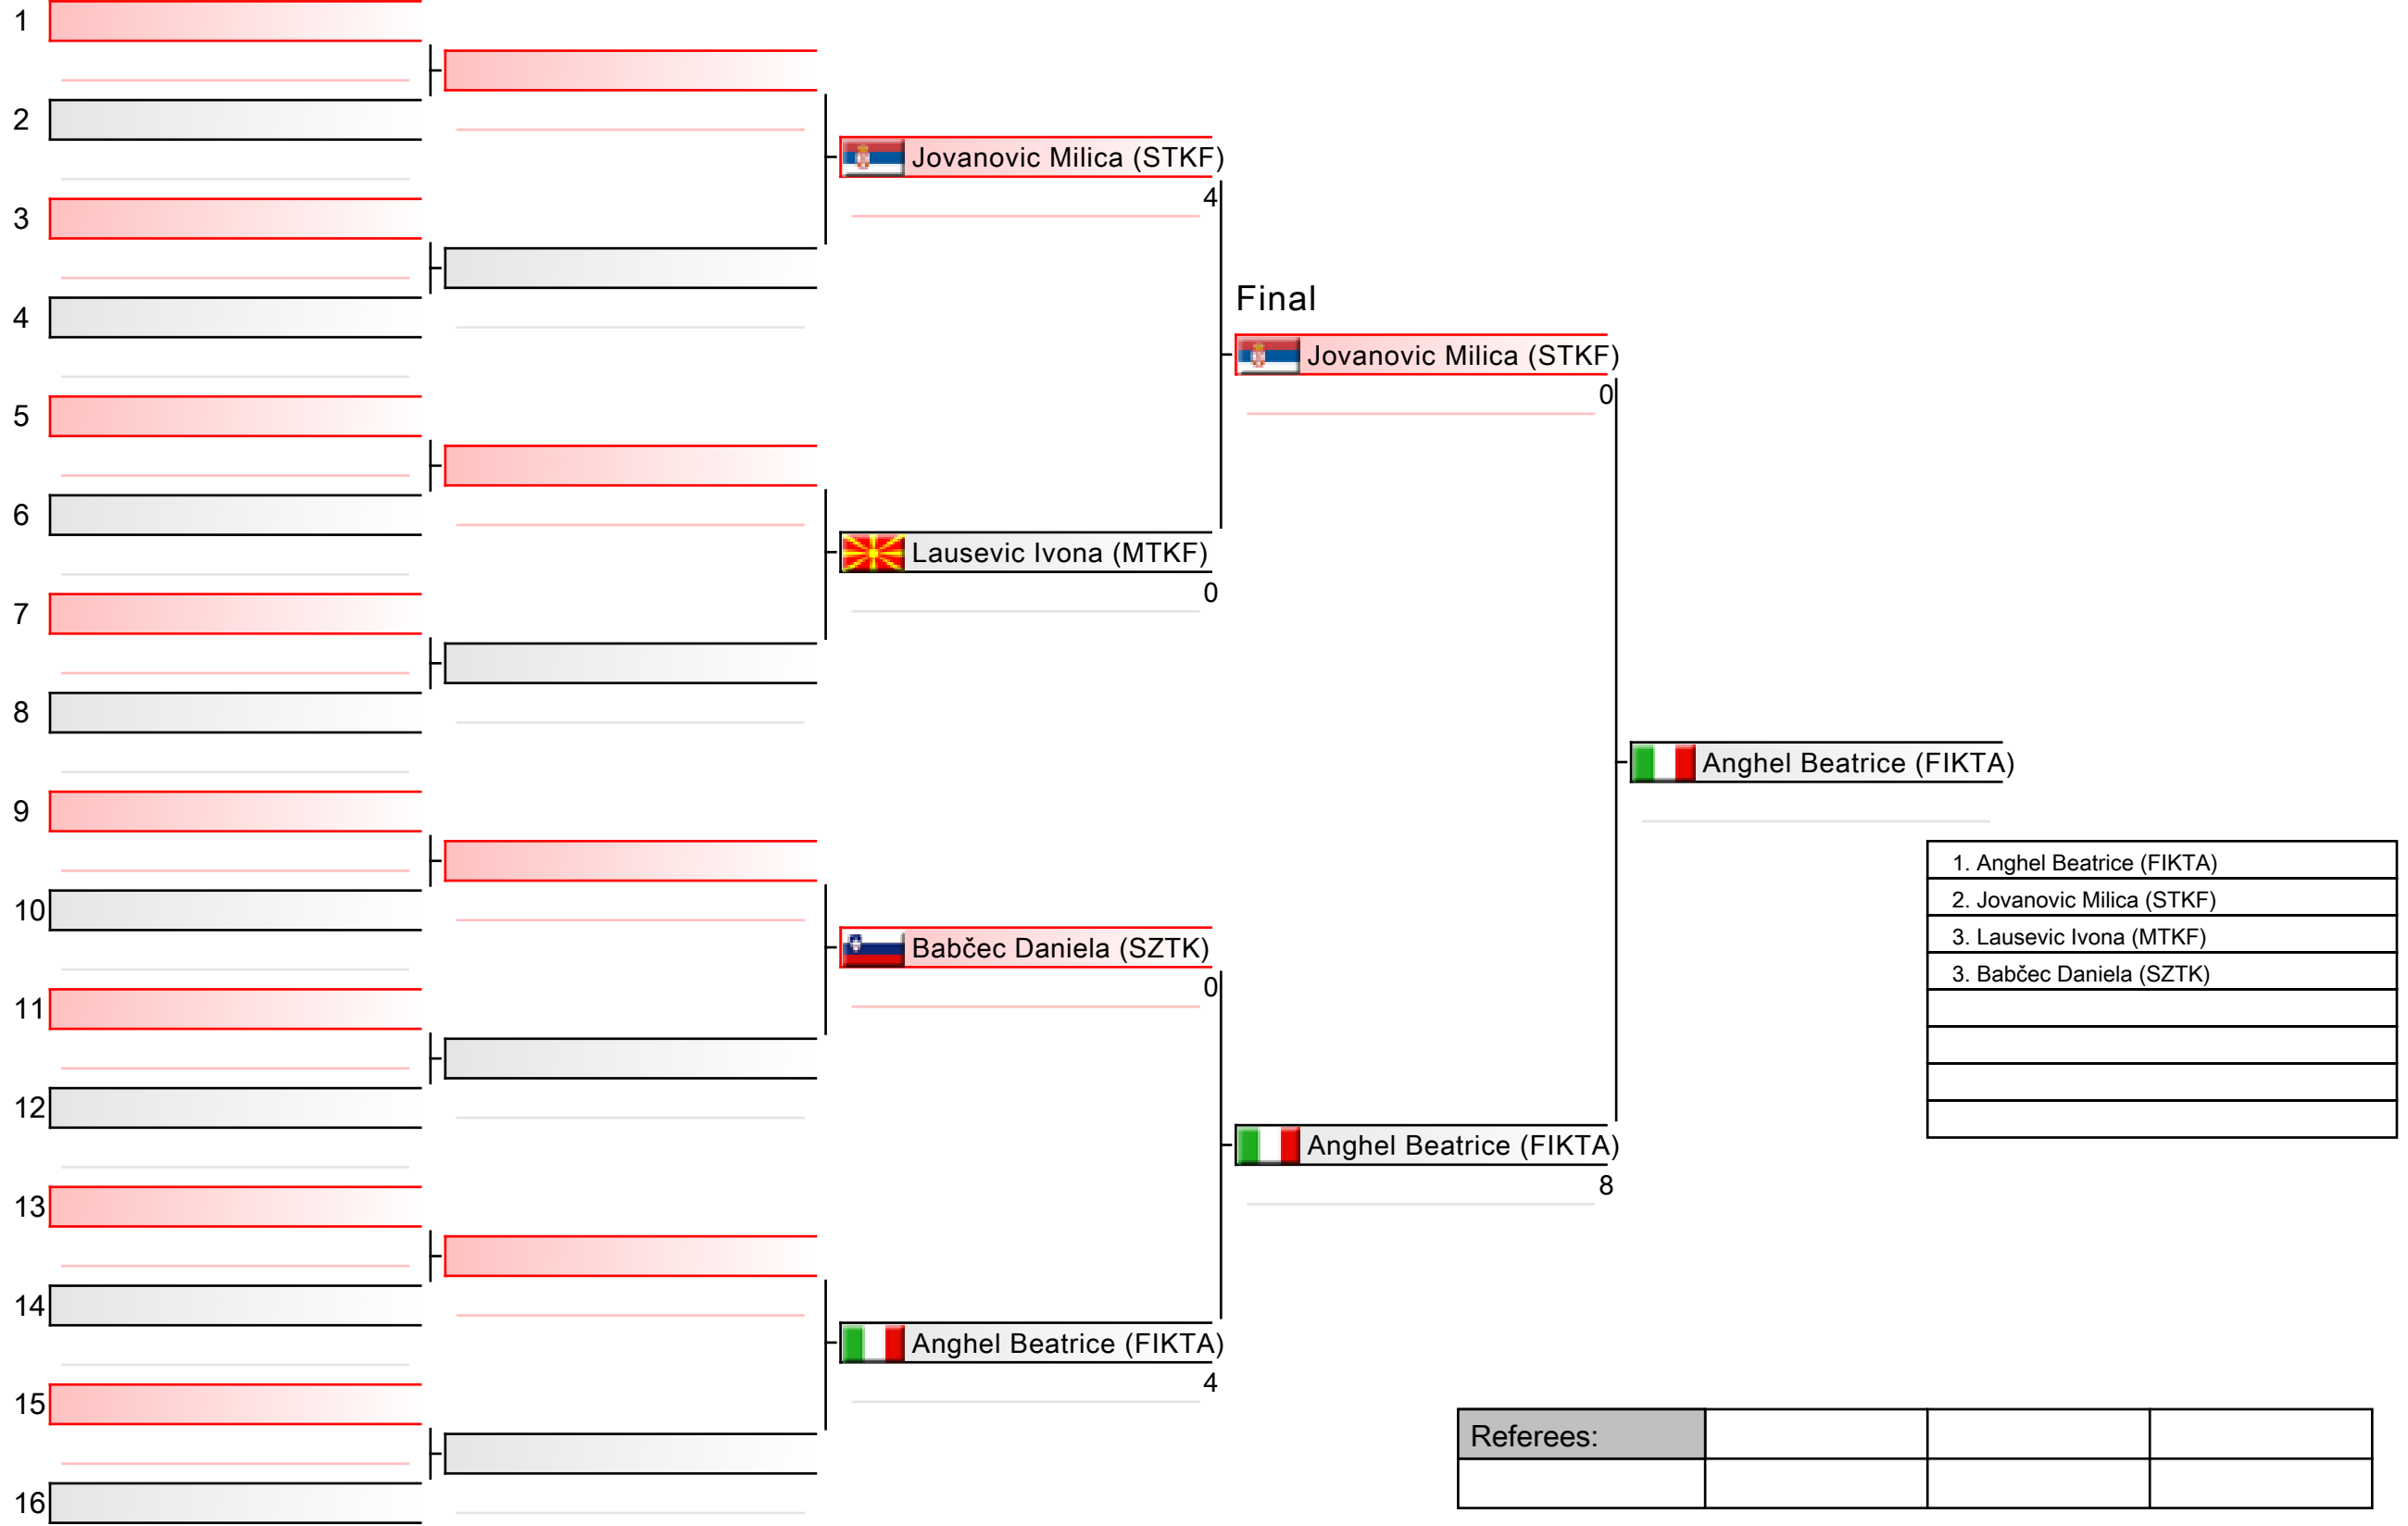 1
2
Jovanovic Milica (STKF)
4
3
Final
4
Jovanovic Milica (STKF)
0
5
6
Lausevic Ivona (MTKF)
0
7
8
Anghel Beatrice (FIKTA)
9
1. Anghel Beatrice (FIKTA)
2. Jovanovic Milica (STKF)
3. Lausevic Ivona (MTKF)
3. Babčec Daniela (SZTK)
10
Babčec Daniela (SZTK)
0
11
12
Anghel Beatrice (FIKTA)
8
13
14
Anghel Beatrice (FIKTA)
4
15
Referees:
16